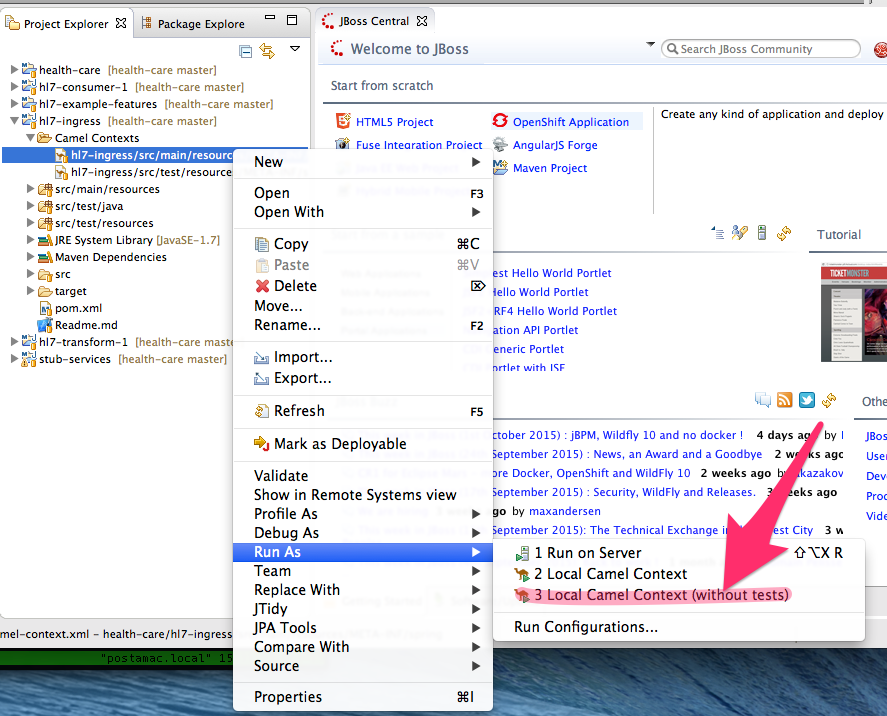 Project Explorer
Package Explore
JBoss Central
Welcome to JBoss
Search JBoss Community
health-care [health-care master]
hl7-consumer-1 [health-care master]
hl7-example-features [health-care master]
hl7-ingress [health-care master]
Camel Contexts
hl7-ingress/src/main/resourc
hl7-ingress/src/test/resource
src/main/resources
src/test/java
src/test/resources
JRE System Library [JavaSE-1.7]
Maven Dependencies
src
target
pom.xml
Readme.md
hl7-transform-1 [health-care maste
stub-services [health-care master]
Start from scratch
HTML5 Project
OpenShift Application
Fuse Integration Project
AngularJS Forge
Maven Project
Create any kind of application and deploy
Tutorial
TICKETMONSTER
est Hello World Portlet
Hello World Portlet
RF4 Hello World Portlet
ation API Portlet
eneric Portlet
Portlet with JSF
Othe
ctober 2015) : jBPM, Wildfly 10 and no docker ! 4 days ago by
September 2015) : News, an Award and a Goodbye 2 weeks
ore Docker, OpenShift and WildFly 10 2 weeks ago by akazakov
September 2015) : Security, WildFly and Releases. 3 weeks ago
ago by maxandersen
September 2015): The Technical Exchange in est City 3 w
JBos
User
Dev
Proc
Vide
New
Open F3
Open With
Copy ⌘C
Paste ⌘V
Delete ⌦
Move...
Rename... F2
Import...
Export...
Refresh F5
Mark as Deployable
Validate
Show in Remote Systems view
Profile As
Debug As
Run As
Team
Replace With
JTidy
JPA Tools
Compare With
Source
Properties ⌘I
1 Run on Server ⇧⌥X R
2 Local Camel Context
3 Local Camel Context (without tests)
Run Configurations...
mel-context.xml - health-care/hl7-ingress
"postamac.local" 15